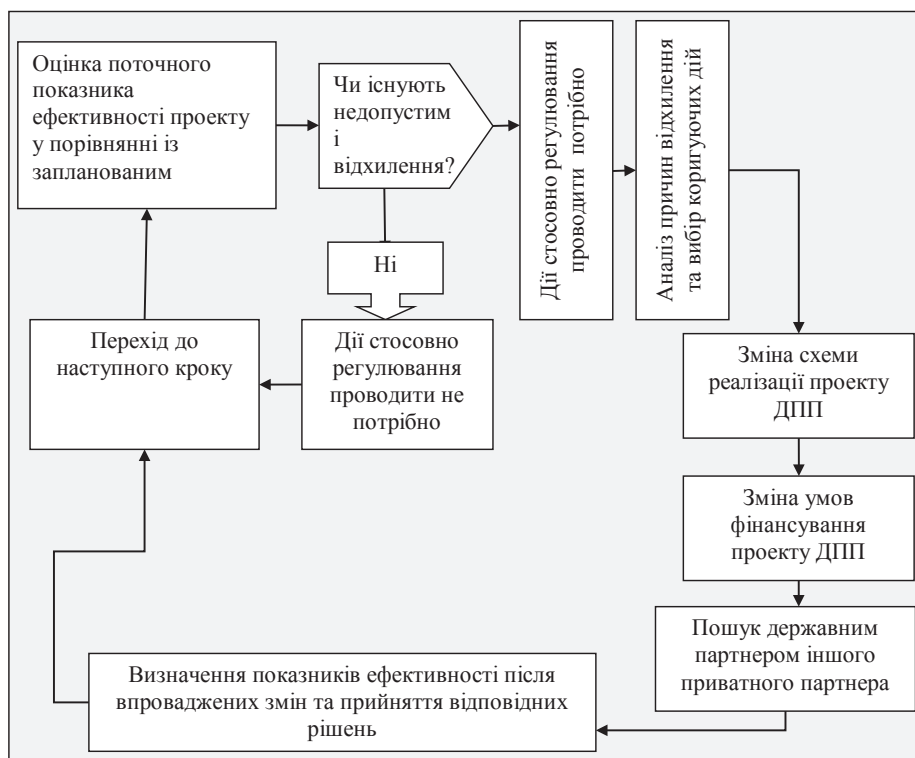 Оцінка поточного
показника
ефективності проекту
у порівнянні із
запланованим
Чи існують
недопустим
і
відхилення?
Дії стосовно регулювання
проводити потрібно
Аналіз причин відхилення
та вибір коригуючих дій
Ні
Перехід до
наступного кроку
Дії стосовно
регулювання
проводити не
потрібно
Зміна схеми
реалізації проекту
ДПП
Зміна умов
фінансування
проекту ДПП
Пошук державним
партнером іншого
приватного партнера
Визначення показників ефективності після
впроваджених змін та прийняття відповідних
рішень